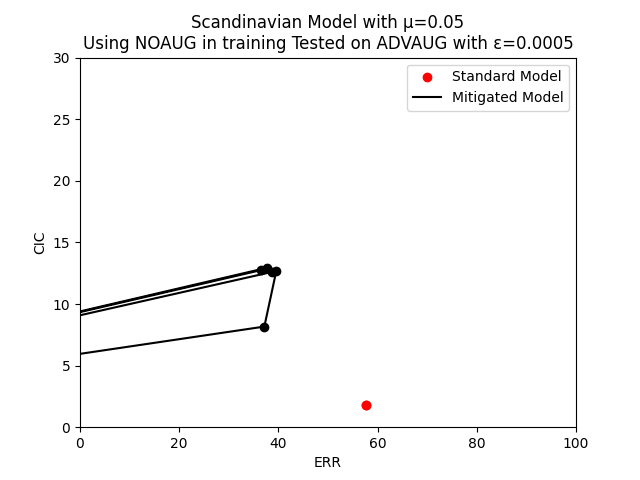 Scandinavian Model with μ=0.05
Using NOAUG in training Tested on ADVAUG with ε=0.0005
Standard Model
Mitigated Model
30
25
20
15
10
5
0
CIC
0 20 40 60 80 100
ERR